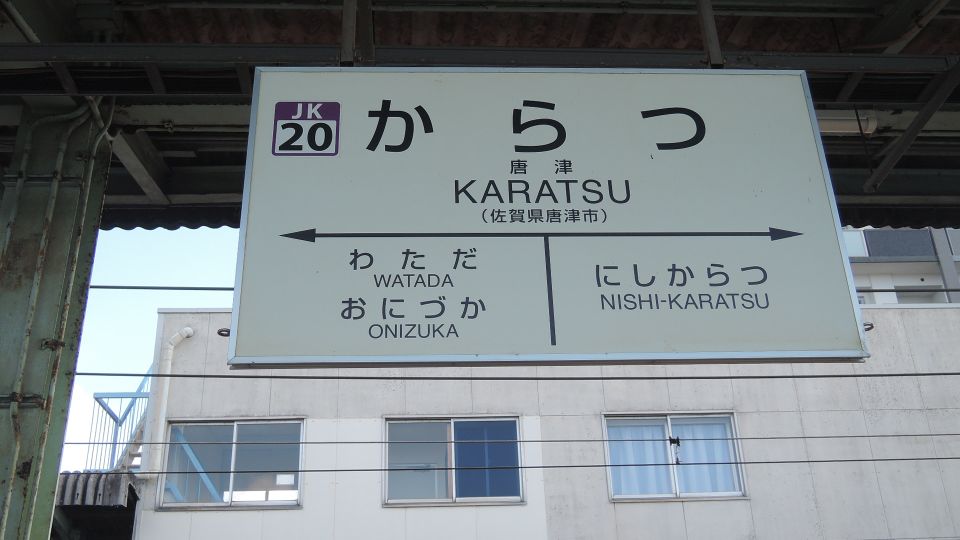 JK
20
からつ
唐津
KARATSU
(佐賀県唐津市)
わただ
WATADA
おにづか
ONIZUKA
にしからつ
NISHI-KARATSU